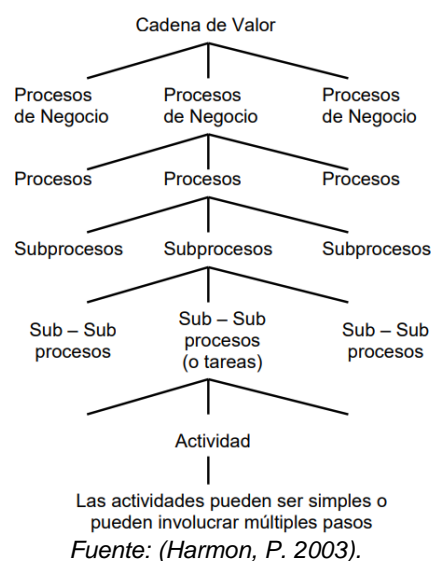 Cadena de Valor
Procesos de Negocio
Procesos de Negocio
Procesos de Negocio
Procesos
Procesos
Procesos
Subprocesos
Subprocesos
Subprocesos
Sub – Sub
procesos
Sub – Sub
procesos
(o tareas)
Sub – Sub
procesos
Actividad
Las actividades pueden ser simples o
pueden involucrar múltiples pasos
Fuente: (Harmon, P. 2003).